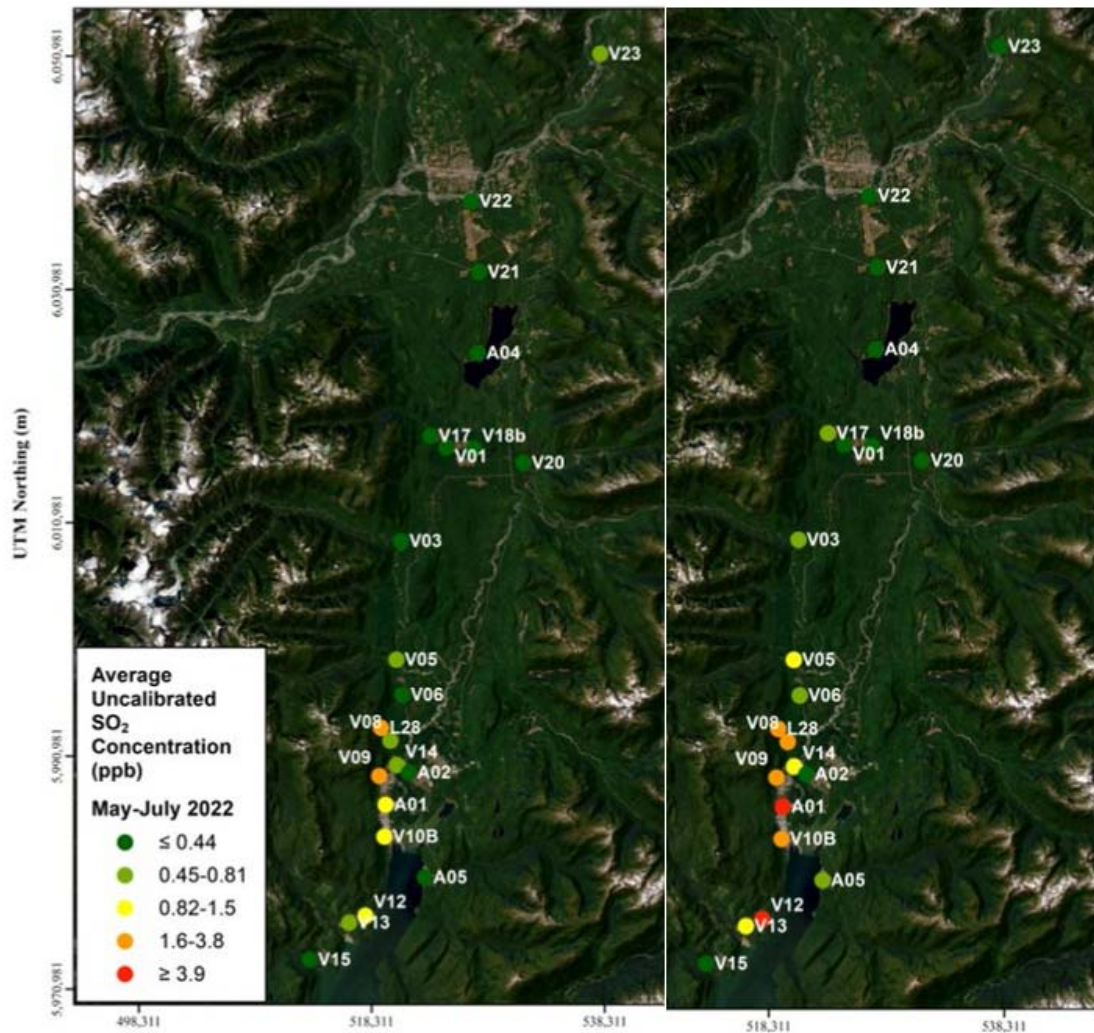 UTM Northing (m)
6,050,981
6,030,981
6,010,981
5,990,981
5,970,981
V23
V22
V21
A04
V17
V18b
V01
V20
V03
V05
V06
V08
L28
V14
V09
A02
A01
V10B
A05
V12
V13
V15
Average
Uncalibrated
SO₂
Concentration
(ppb)
May-July 2022
≤ 0.44
0.45-0.81
0.82-1.5
1.6-3.8
≥ 3.9
498,311
518,311
538,311
V23
V22
V21
A04
V17
V18b
V01
V20
V03
V05
V06
V08
L28
V14
V09
A02
A01
V10B
A05
V12
V13
V15
518,311
538,311